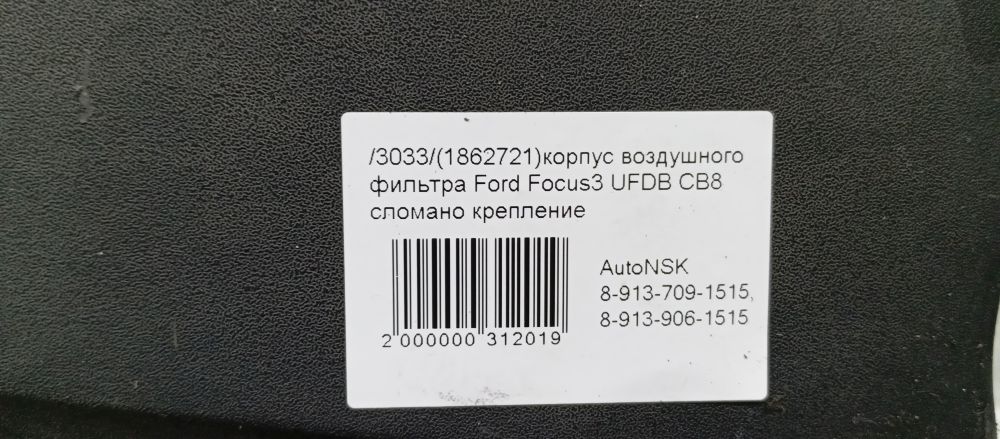 /3033/(1862721)корпус воздушного
фильтра Ford Focus3 UFDB CB8
сломано крепление
AutoNSK
8-913-709-1515,
8-913-906-1515
2 000000 312019